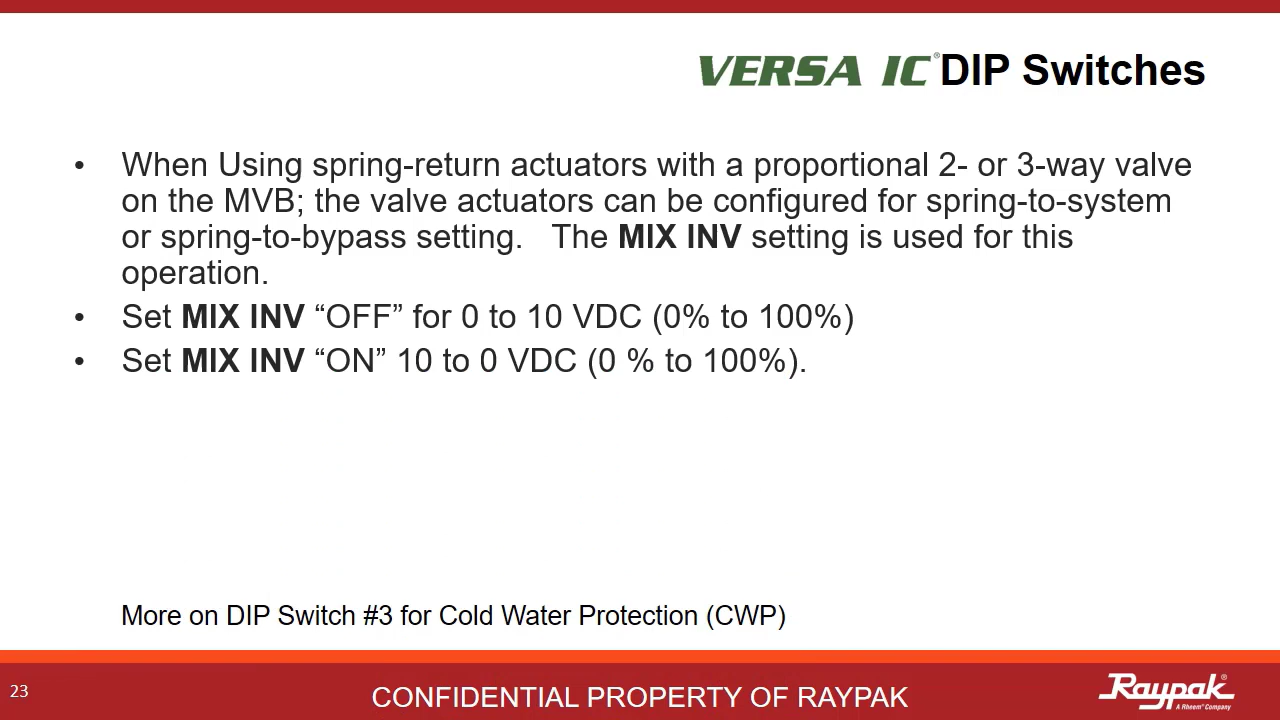 VERSA IC® DIP Switches
• When Using spring-return actuators with a proportional 2- or 3-way valve
on the MVB; the valve actuators can be configured for spring-to-system
or spring-to-bypass setting. The MIX INV setting is used for this
operation.
• Set MIX INV “OFF” for 0 to 10 VDC (0% to 100%)
• Set MIX INV “ON” 10 to 0 VDC (0 % to 100%).
More on DIP Switch #3 for Cold Water Protection (CWP)
23
CONFIDENTIAL PROPERTY OF RAYPAK
Raypak®
A Rheem® Company